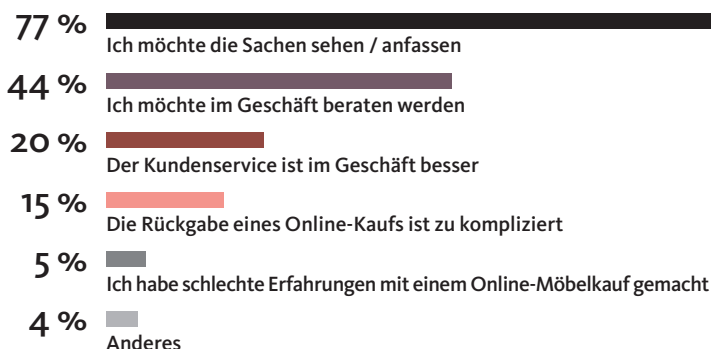 77 %
Ich möchte die Sachen sehen / anfassen
44 %
Ich möchte im Geschäft beraten werden
20 %
Der Kundenservice ist im Geschäft besser
15 %
Die Rückgabe eines Online-Kaufs ist zu kompliziert
5 %
Ich habe schlechte Erfahrungen mit einem Online-Möbelkauf gemacht
4 %
Anderes